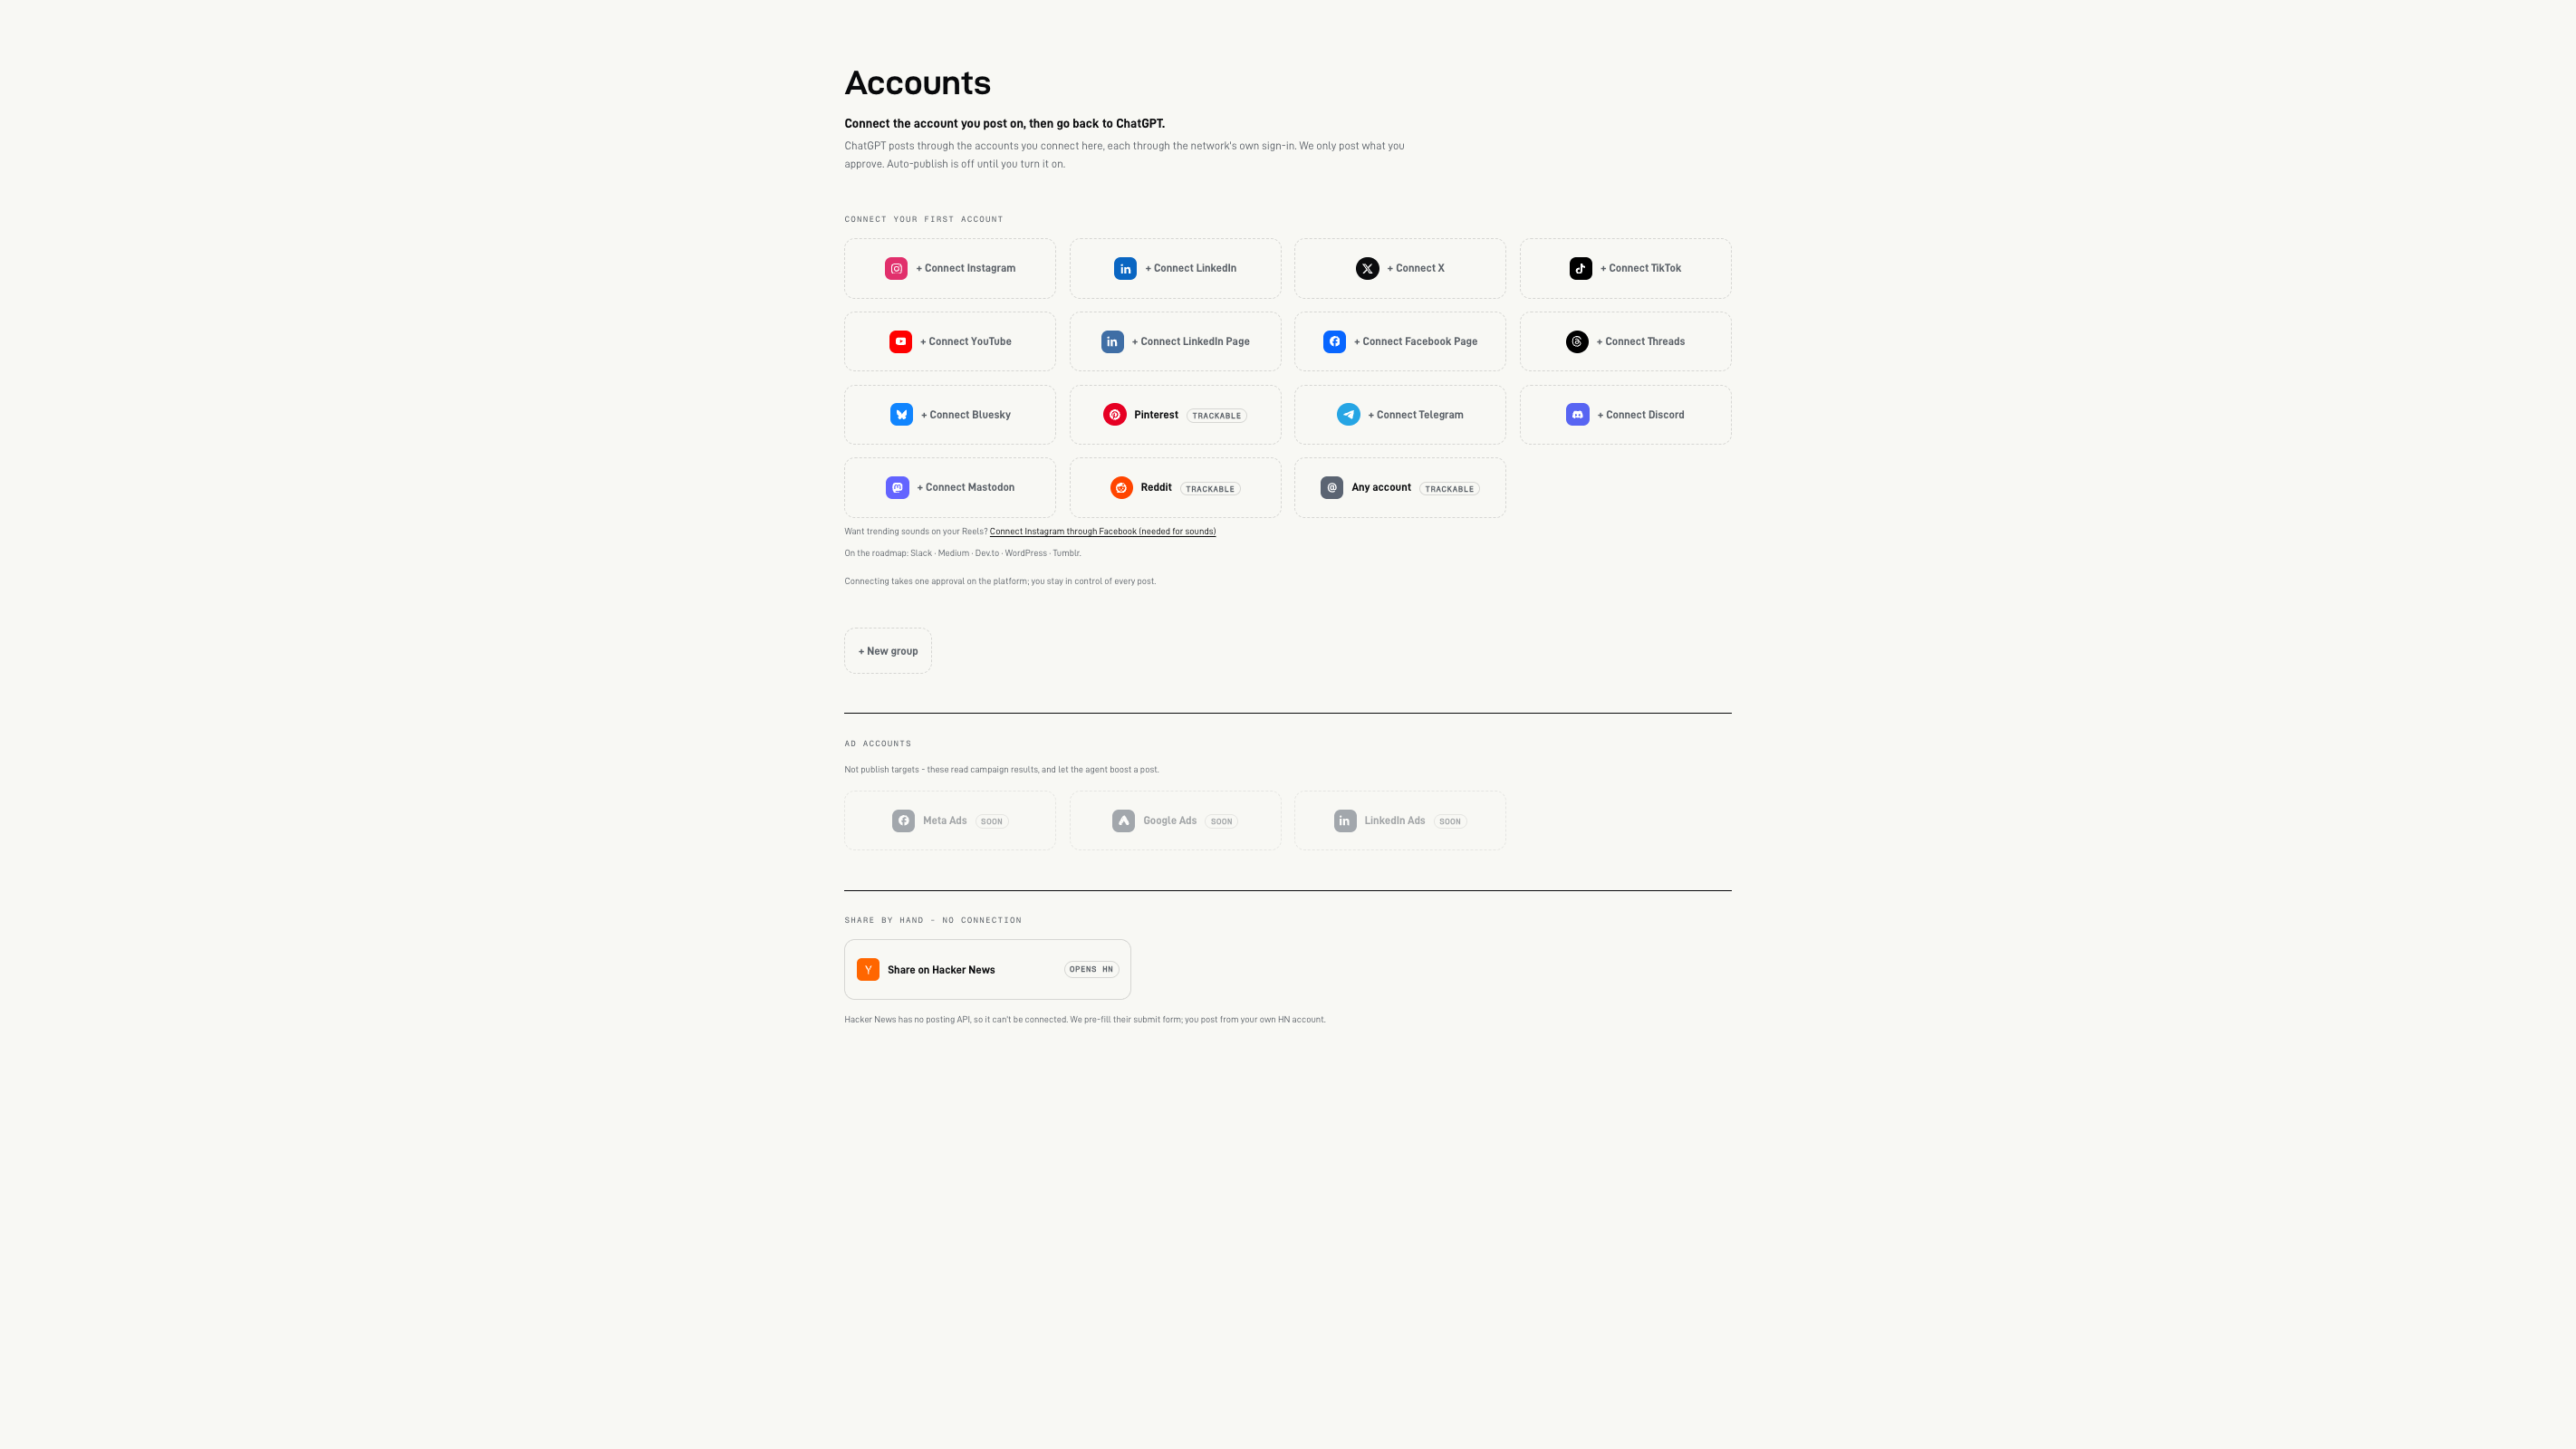 Accounts
Connect the account you post on, then go back to ChatGPT.
ChatGPT posts through the accounts you connect here, each through the network's own sign-in. We only post what you
approve. Auto-publish is off until you turn it on.
CONNECT YOUR FIRST ACCOUNT
+ Connect Instagram
+ Connect LinkedIn
+ Connect X
+ Connect TikTok
+ Connect YouTube
+ Connect LinkedIn Page
+ Connect Facebook Page
+ Connect Threads
+ Connect Bluesky
Pinterest TRACKABLE
+ Connect Telegram
+ Connect Discord
+ Connect Mastodon
Reddit TRACKABLE
@ Any account TRACKABLE
Want trending sounds on your Reels? Connect Instagram through Facebook (needed for sounds)
On the roadmap: Slack · Medium · Dev.to · WordPress · Tumblr.
Connecting takes one approval on the platform; you stay in control of every post.
+ New group
AD ACCOUNTS
Not publish targets - these read campaign results, and let the agent boost a post.
Meta Ads SOON
Google Ads SOON
LinkedIn Ads SOON
SHARE BY HAND - NO CONNECTION
Y Share on Hacker News OPENS HN
Hacker News has no posting API, so it can't be connected. We pre-fill their submit form; you post from your own HN account.